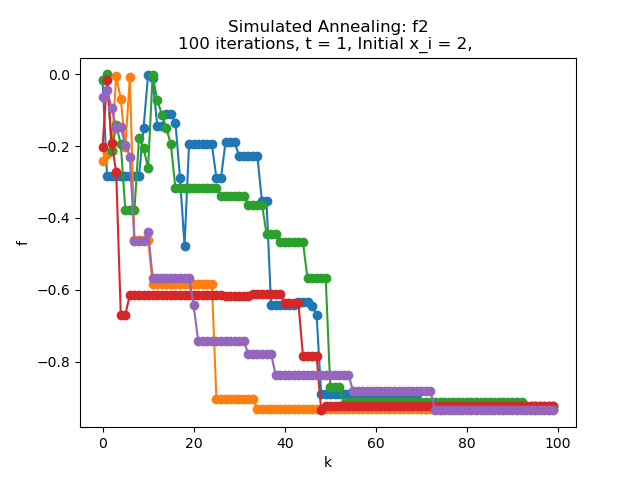 Simulated Annealing: f2
100 iterations, t = 1, Initial x_i = 2,
0.0
−0.2
−0.4
−0.6
−0.8
f
0 20 40 60 80 100
k